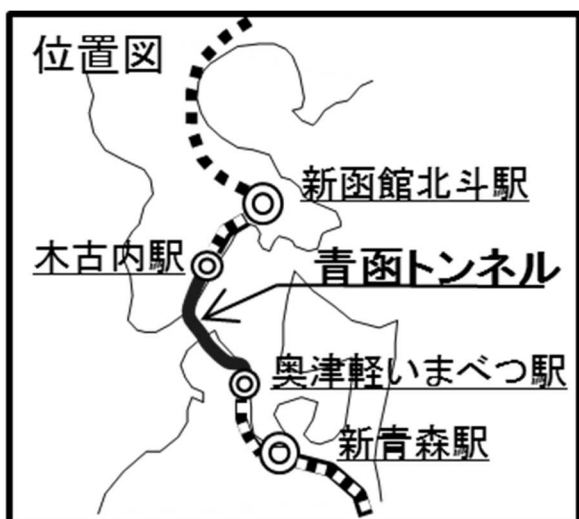 位置図
新函館北斗駅
木古内駅
青函トンネル
奥津軽いまべつ駅
新青森駅